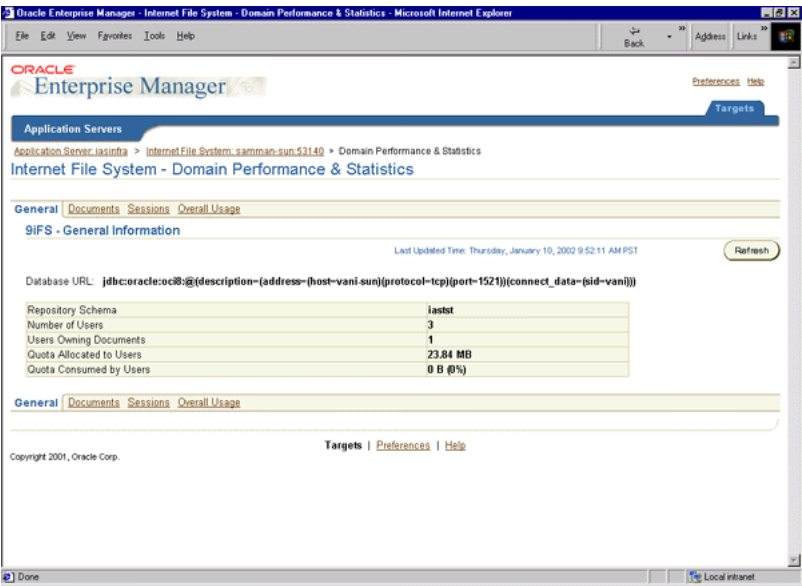 Oracle Enterprise Manager - Internet File System - Domain Performance & Statistics - Microsoft Internet Explorer
File Edit View Favorites Tools Help
Back
» Address Links »
ORACLE
Enterprise Manager
Preferences Help
Targets
Application Servers
Application Server: iasinfra > Internet File System: samman-sun:53140 > Domain Performance & Statistics
Internet File System - Domain Performance & Statistics
General Documents Sessions Overall Usage
9iFS - General Information
Last Updated Time: Thursday, January 10, 2002 9:52:11 AM PST
Refresh
Database URL: jdbc:oracle:oci8:@(description=(address=(host=vani-sun)(protocol=tcp)(port=1521))(connect_data=(sid=vani)))
Repository Schema iastst
Number of Users 3
Users Owning Documents 1
Quota Allocated to Users 23.84 MB
Quota Consumed by Users 0 B (0%)
General Documents Sessions Overall Usage
Targets | Preferences | Help
Copyright 2001, Oracle Corp.
Done
Local intranet